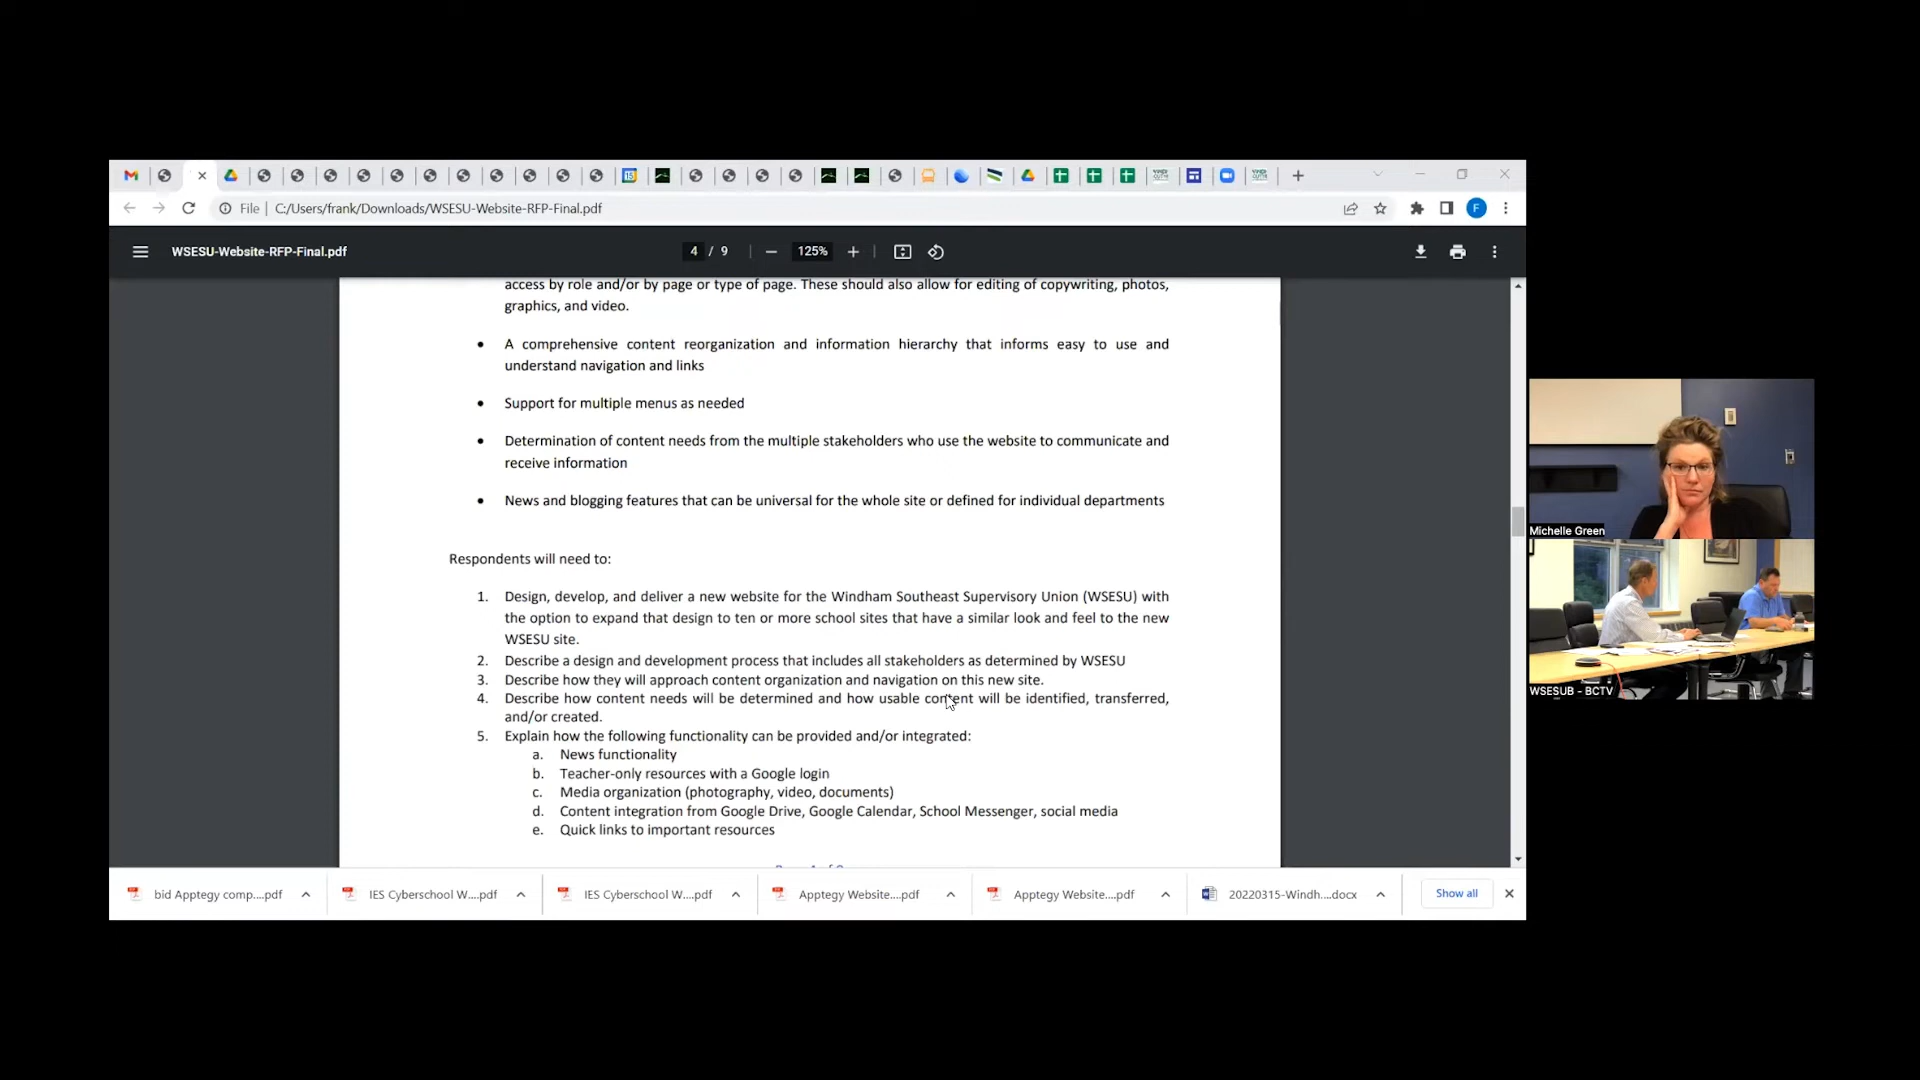 File | C:/Users/frank/Downloads/WSESU-Website-RFP-Final.pdf
F
WSESU-Website-RFP-Final.pdf
4 / 9
125%
access by role and/or by page or type of page. These should also allow for editing of copywriting, photos,
graphics, and video.
• A comprehensive content reorganization and information hierarchy that informs easy to use and
understand navigation and links
• Support for multiple menus as needed
• Determination of content needs from the multiple stakeholders who use the website to communicate and
receive information
• News and blogging features that can be universal for the whole site or defined for individual departments
Respondents will need to:
1. Design, develop, and deliver a new website for the Windham Southeast Supervisory Union (WSESU) with
the option to expand that design to ten or more school sites that have a similar look and feel to the new
WSESU site.
2. Describe a design and development process that includes all stakeholders as determined by WSESU
3. Describe how they will approach content organization and navigation on this new site.
4. Describe how content needs will be determined and how usable content will be identified, transferred,
and/or created.
5. Explain how the following functionality can be provided and/or integrated:
a. News functionality
b. Teacher-only resources with a Google login
c. Media organization (photography, video, documents)
d. Content integration from Google Drive, Google Calendar, School Messenger, social media
e. Quick links to important resources
bid Apptegy comp....pdf
IES Cyberschool W....pdf
IES Cyberschool W....pdf
Apptegy Website....pdf
Apptegy Website....pdf
20220315-Windh....docx
Show all
Michelle Green
WSESUB - BCTV